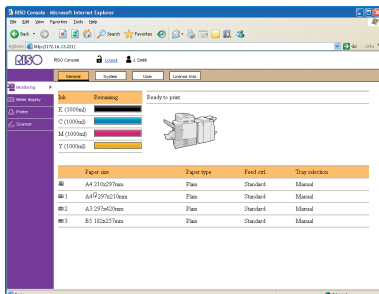 RISO Console - Microsoft Internet Explorer
File Edit View Favorites Tools Help
Back Search Favorites
Address http://172.16.13.221/ Go Links
RISO RISO Console Logout J. Smith
General System User License Info.
Monitoring
Meter display
Printer
Scanner
Ink Remaining Ready to print.
K (1000ml)
C (1000ml)
M (1000ml)
Y (1000ml)
Paper size Paper type Feed ctrl Tray selection
A4 210x297mm Plain Standard Manual
1 A4 297x210mm Plain Standard Manual
2 A3 297x420mm Plain Standard Manual
3 B5 182x257mm Plain Standard Manual